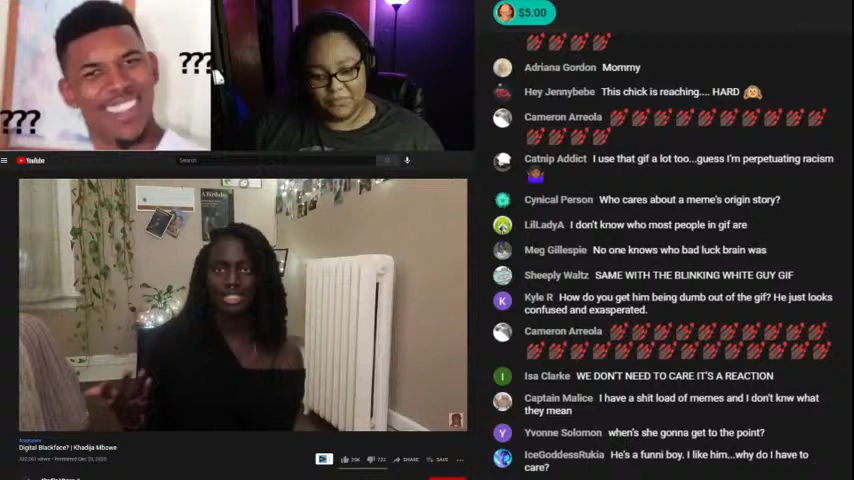 ???
???
YouTube
Search
Digital Blackface? | Khadija Mbowe
SHARE
SAVE
$5.00
Adriana Gordon Mommy
Hey Jennybebe This chick is reaching.... HARD 🙊
Cameron Arreola 💅🏿💅🏿💅🏿💅🏿💅🏿💅🏿💅🏿💅🏿💅🏿💅🏿
💅🏿💅🏿💅🏿💅🏿
Catnip Addict I use that gif a lot too...guess I'm perpetuating racism
Cynical Person Who cares about a meme's origin story?
LilLadyA I don't know who most people in gif are
Meg Gillespie No one knows who bad luck brain was
Sheeply Waltz SAME WITH THE BLINKING WHITE GUY GIF
Kyle R How do you get him being dumb out of the gif? He just looks
confused and exasperated.
Cameron Arreola 💅🏿💅🏿💅🏿💅🏿💅🏿💅🏿💅🏿💅🏿💅🏿💅🏿
Isa Clarke WE DON'T NEED TO CARE IT'S A REACTION
Captain Malice I have a shit load of memes and I don't knw what
they mean
Yvonne Solomon when's she gonna get to the point?
IceGoddessRukia He's a funni boy. I like him...why do I have to
care?